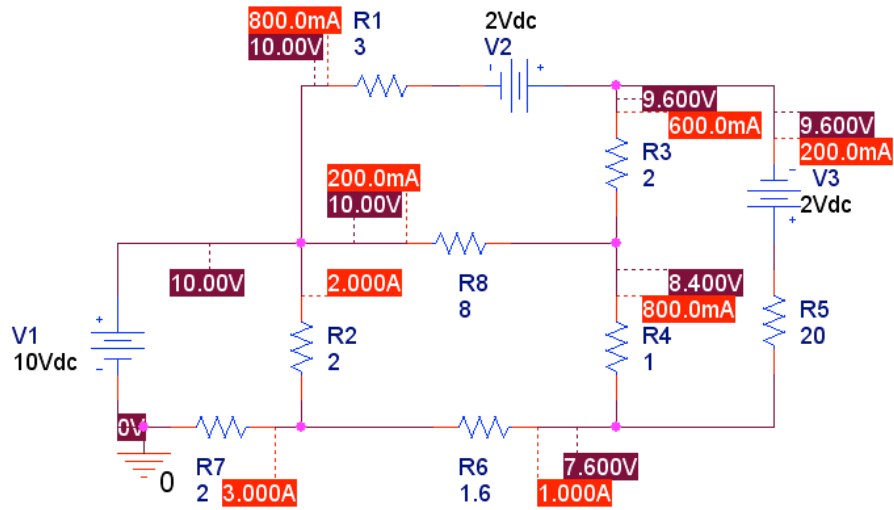 800.0mA
10.00V
R1
3
2Vdc
V2
-
+
9.600V
600.0mA
9.600V
200.0mA
R3
2
-
V3
2Vdc
+
200.0mA
10.00V
R8
8
10.00V
2.000A
8.400V
800.0mA
+
V1
10Vdc
-
R2
2
R4
1
R5
20
0V
0
R7
2
3.000A
R6
1.6
1.000A
7.600V